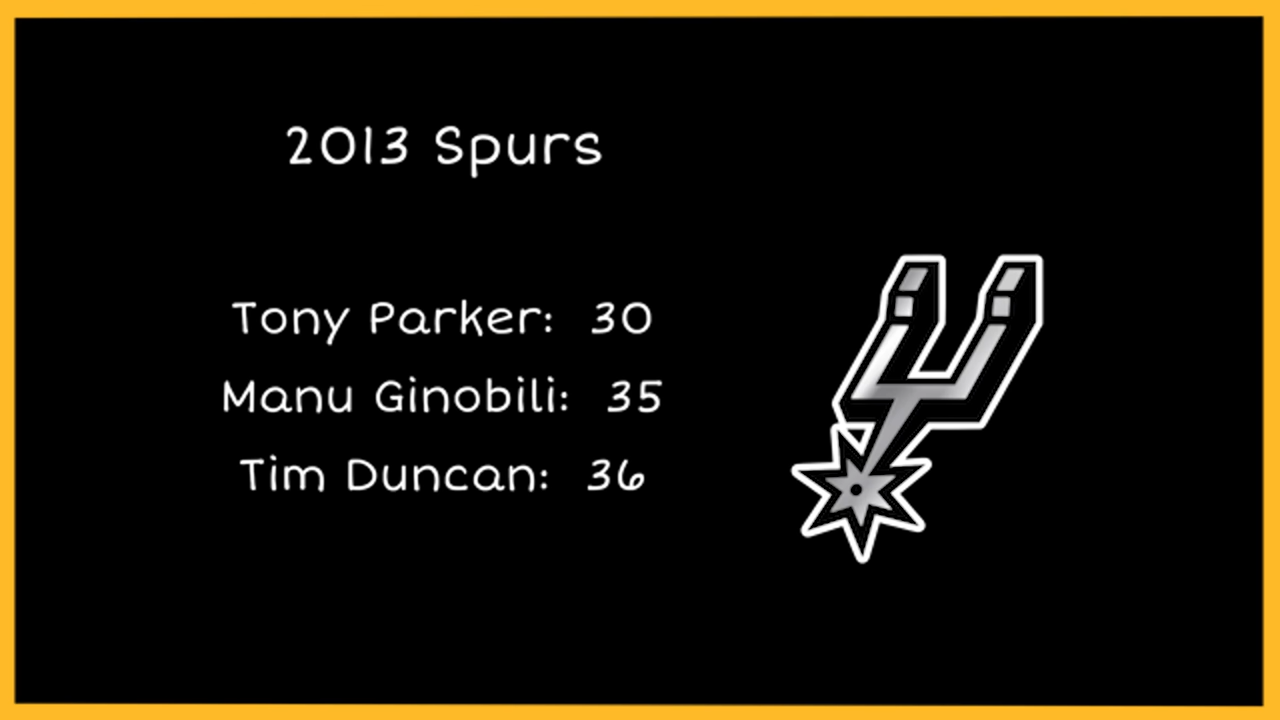 2013 Spurs
Tony Parker: 30
Manu Ginobili: 35
Tim Duncan: 36